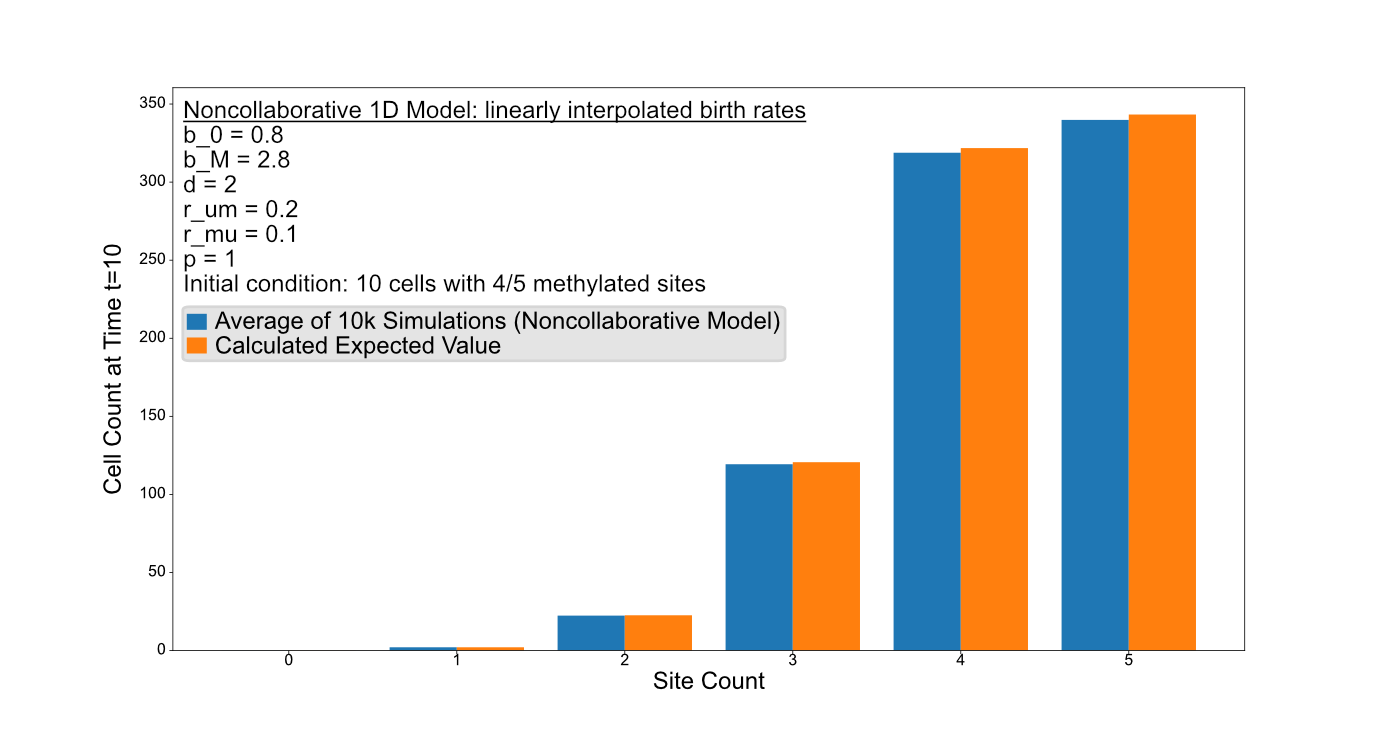 Noncollaborative 1D Model: linearly interpolated birth rates
b_0 = 0.8
b_M = 2.8
d = 2
r_um = 0.2
r_mu = 0.1
p = 1
Initial condition: 10 cells with 4/5 methylated sites
Average of 10k Simulations (Noncollaborative Model)
Calculated Expected Value
Cell Count at Time t=10
350
300
250
200
150
100
50
0
0 1 2 3 4 5
Site Count